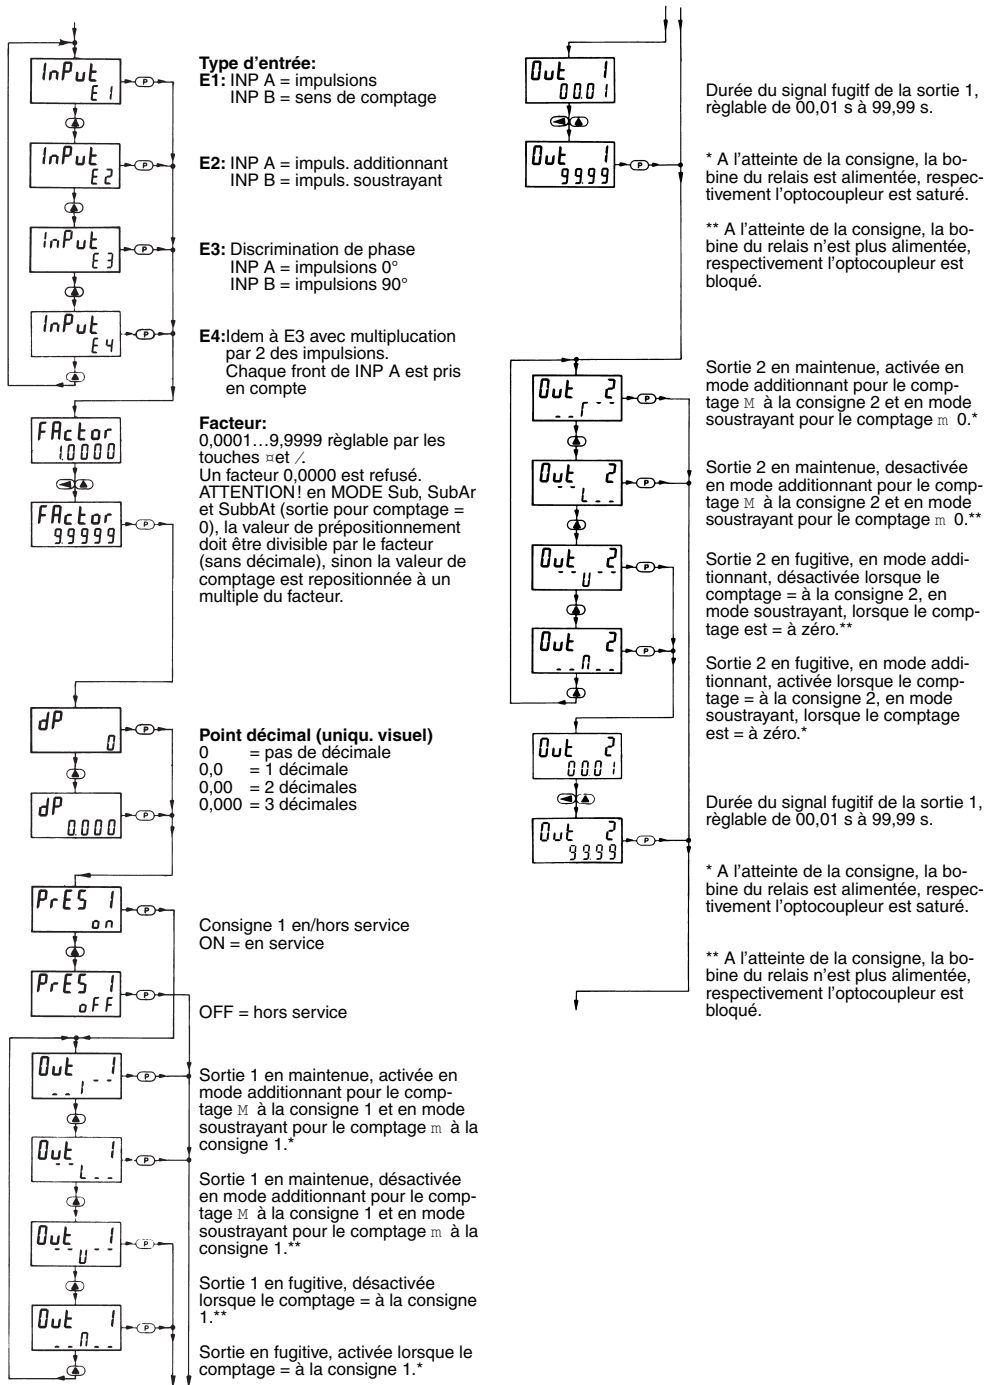 InPut
E 1
P
Type d'entrée:
E1: INP A = impulsions
INP B = sens de comptage
InPut
E 2
P
E2: INP A = impuls. additionnant
INP B = impuls. soustrayant
InPut
E 3
P
E3: Discrimination de phase
INP A = impulsions 0°
INP B = impulsions 90°
InPut
E 4
P
E4:Idem à E3 avec multiplucation
par 2 des impulsions.
Chaque front de INP A est pris
en compte
FActor
1.0000
Facteur:
0,0001…9,9999 règlable par les
touches ¤et ⁄.
Un facteur 0,0000 est refusé.
ATTENTION! en MODE Sub, SubAr
et SubbAt (sortie pour comptage =
0), la valeur de prépositionnement
doit être divisible par le facteur
(sans décimale), sinon la valeur de
comptage est repositionnée à un
multiple du facteur.
FActor
9.9999
P
dP
0
P
Point décimal (uniqu. visuel)
0 = pas de décimale
0,0 = 1 décimale
0,00 = 2 décimales
0,000 = 3 décimales
dP
0.000
P
PrES 1
on
P
Consigne 1 en/hors service
ON = en service
PrES 1
oFF
P
OFF = hors service
Out 1
P
Sortie 1 en maintenue, activée en
mode additionnant pour le comp-
tage M à la consigne 1 et en mode
soustrayant pour le comptage m à la
consigne 1.*
Out 1
P
Sortie 1 en maintenue, désactivée
en mode additionnant pour le comp-
tage M à la consigne 1 et en mode
soustrayant pour le comptage m à la
consigne 1.**
Out 1
P
Sortie 1 en fugitive, désactivée
lorsque le comptage = à la consigne
1.**
Out 1
P
Sortie en fugitive, activée lorsque le
comptage = à la consigne 1.*
Out 1
00.01
Durée du signal fugitf de la sortie 1,
règlable de 00,01 s à 99,99 s.
Out 1
99.99
P
* A l'atteinte de la consigne, la bo-
bine du relais est alimentée, respec-
tivement l'optocoupleur est saturé.
** A l'atteinte de la consigne, la bo-
bine du relais n'est plus alimentée,
respectivement l'optocoupleur est
bloqué.
Out 2
P
Sortie 2 en maintenue, activée en
mode additionnant pour le comp-
tage M à la consigne 2 et en mode
soustrayant pour le comptage m 0.*
Out 2
P
Sortie 2 en maintenue, desactivée
en mode additionnant pour le comp-
tage M à la consigne 2 et en mode
soustrayant pour le comptage m 0.**
Out 2
P
Sortie 2 en fugitive, en mode addi-
tionnant, désactivée lorsque le
comptage = à la consigne 2, en
mode soustrayant, lorsque le comp-
tage est = à zéro.**
Out 2
P
Sortie 2 en fugitive, en mode addi-
tionnant, activée lorsque le comp-
tage = à la consigne 2, en mode
soustrayant, lorsque le comptage
est = à zéro.*
Out 2
00.01
Durée du signal fugitif de la sortie 1,
règlable de 00,01 s à 99,99 s.
Out 2
99.99
P
* A l'atteinte de la consigne, la bo-
bine du relais est alimentée, respec-
tivement l'optocoupleur est saturé.
** A l'atteinte de la consigne, la bo-
bine du relais n'est plus alimentée,
respectivement l'optocoupleur est
bloqué.